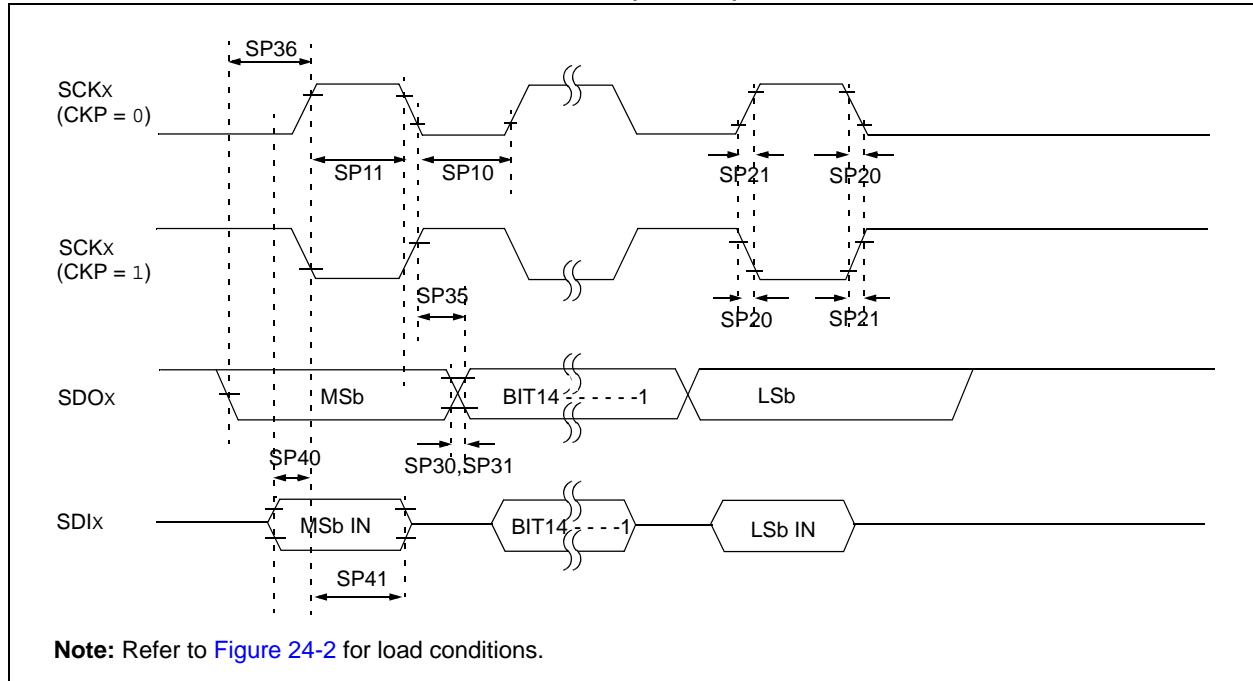 SP36
SCKx
(CKP = 0)
SP11
SP10
SP21
SP20
SCKx
(CKP = 1)
SP35
SP20
SP21
SDOx
MSb
BIT14 - - - - - -1
LSb
SP40
SP30,SP31
SDIx
MSb IN
BIT14 - - - -1
LSb IN
SP41
Note: Refer to Figure 24-2 for load conditions.